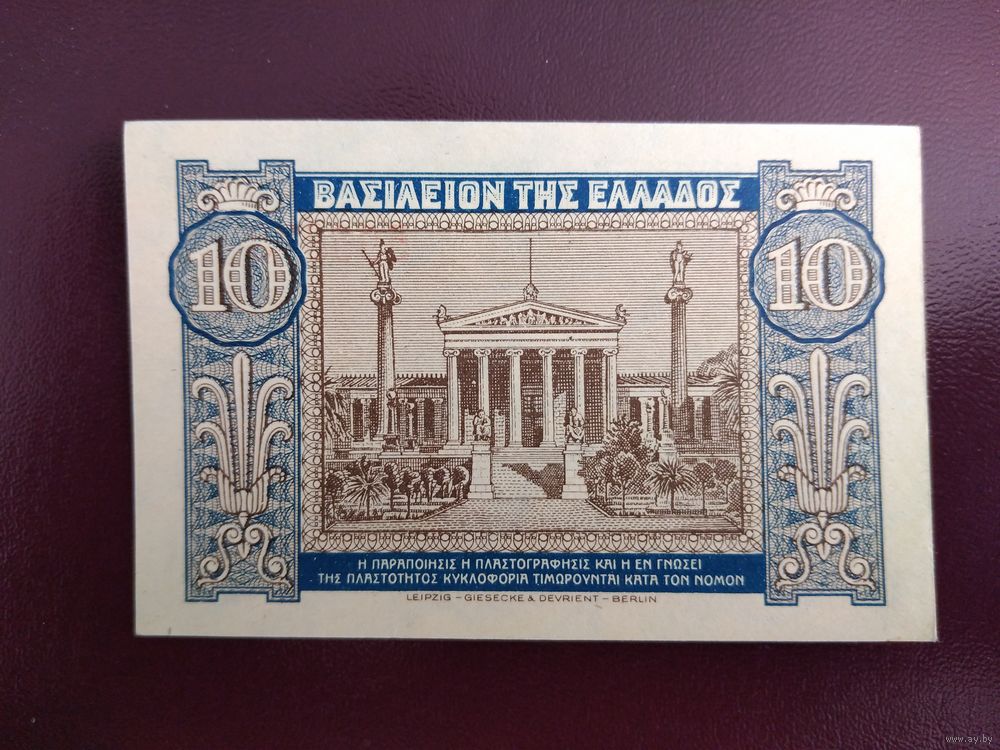 ΒΑΣΙΛΕΙΟΝ ΤΗΣ ΕΛΛΑΔΟΣ
10 10
Η ΠΑΡΑΠΟΙΗΣΙΣ Η ΠΛΑΣΤΟΓΡΑΦΗΣΙΣ ΚΑΙ Η ΕΝ ΓΝΩΣΕΙ
ΤΗΣ ΠΛΑΣΤΟΤΗΤΟΣ ΚΥΚΛΟΦΟΡΙΑ ΤΙΜΩΡΟΥΝΤΑΙ ΚΑΤΑ ΤΟΝ ΝΟΜΟΝ
LEIPZIG – GIESECKE & DEVRIENT – BERLIN
www.ay.by